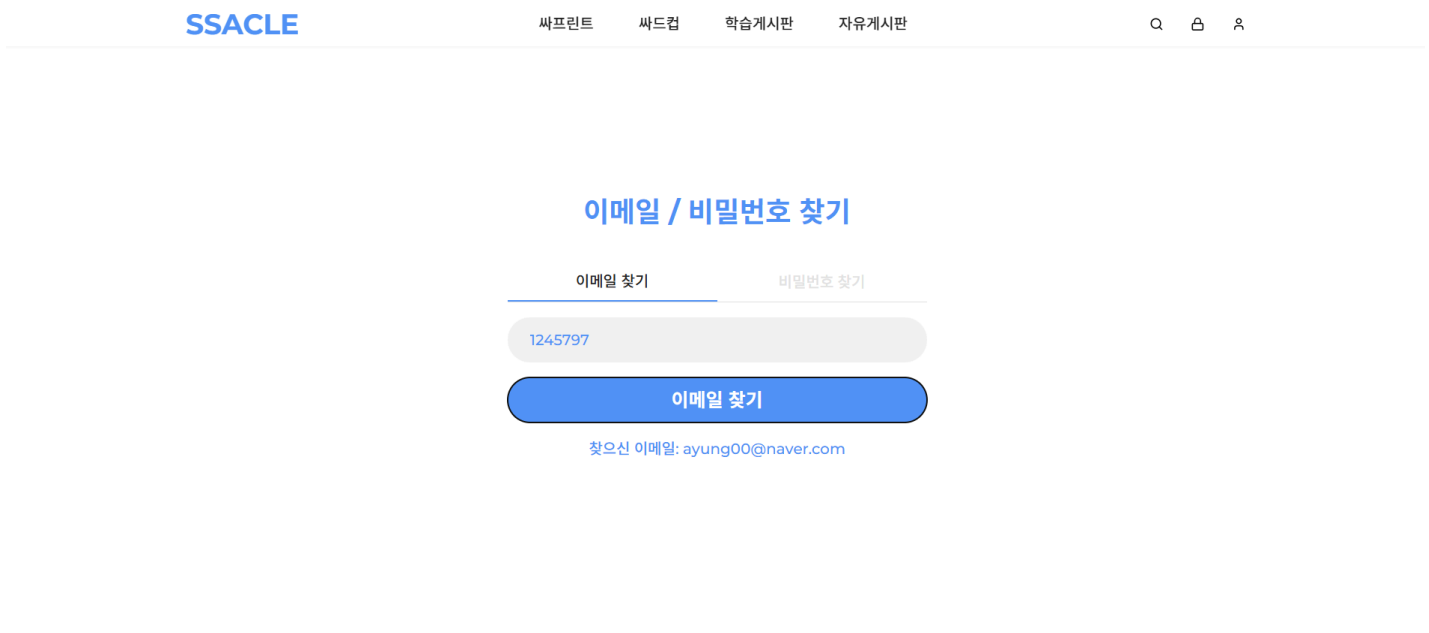 SSACLE 싸프린트 싸드컵 학습게시판 자유게시판
이메일 / 비밀번호 찾기
이메일 찾기 비밀번호 찾기
1245797
이메일 찾기
찾으신 이메일: ayung00@naver.com